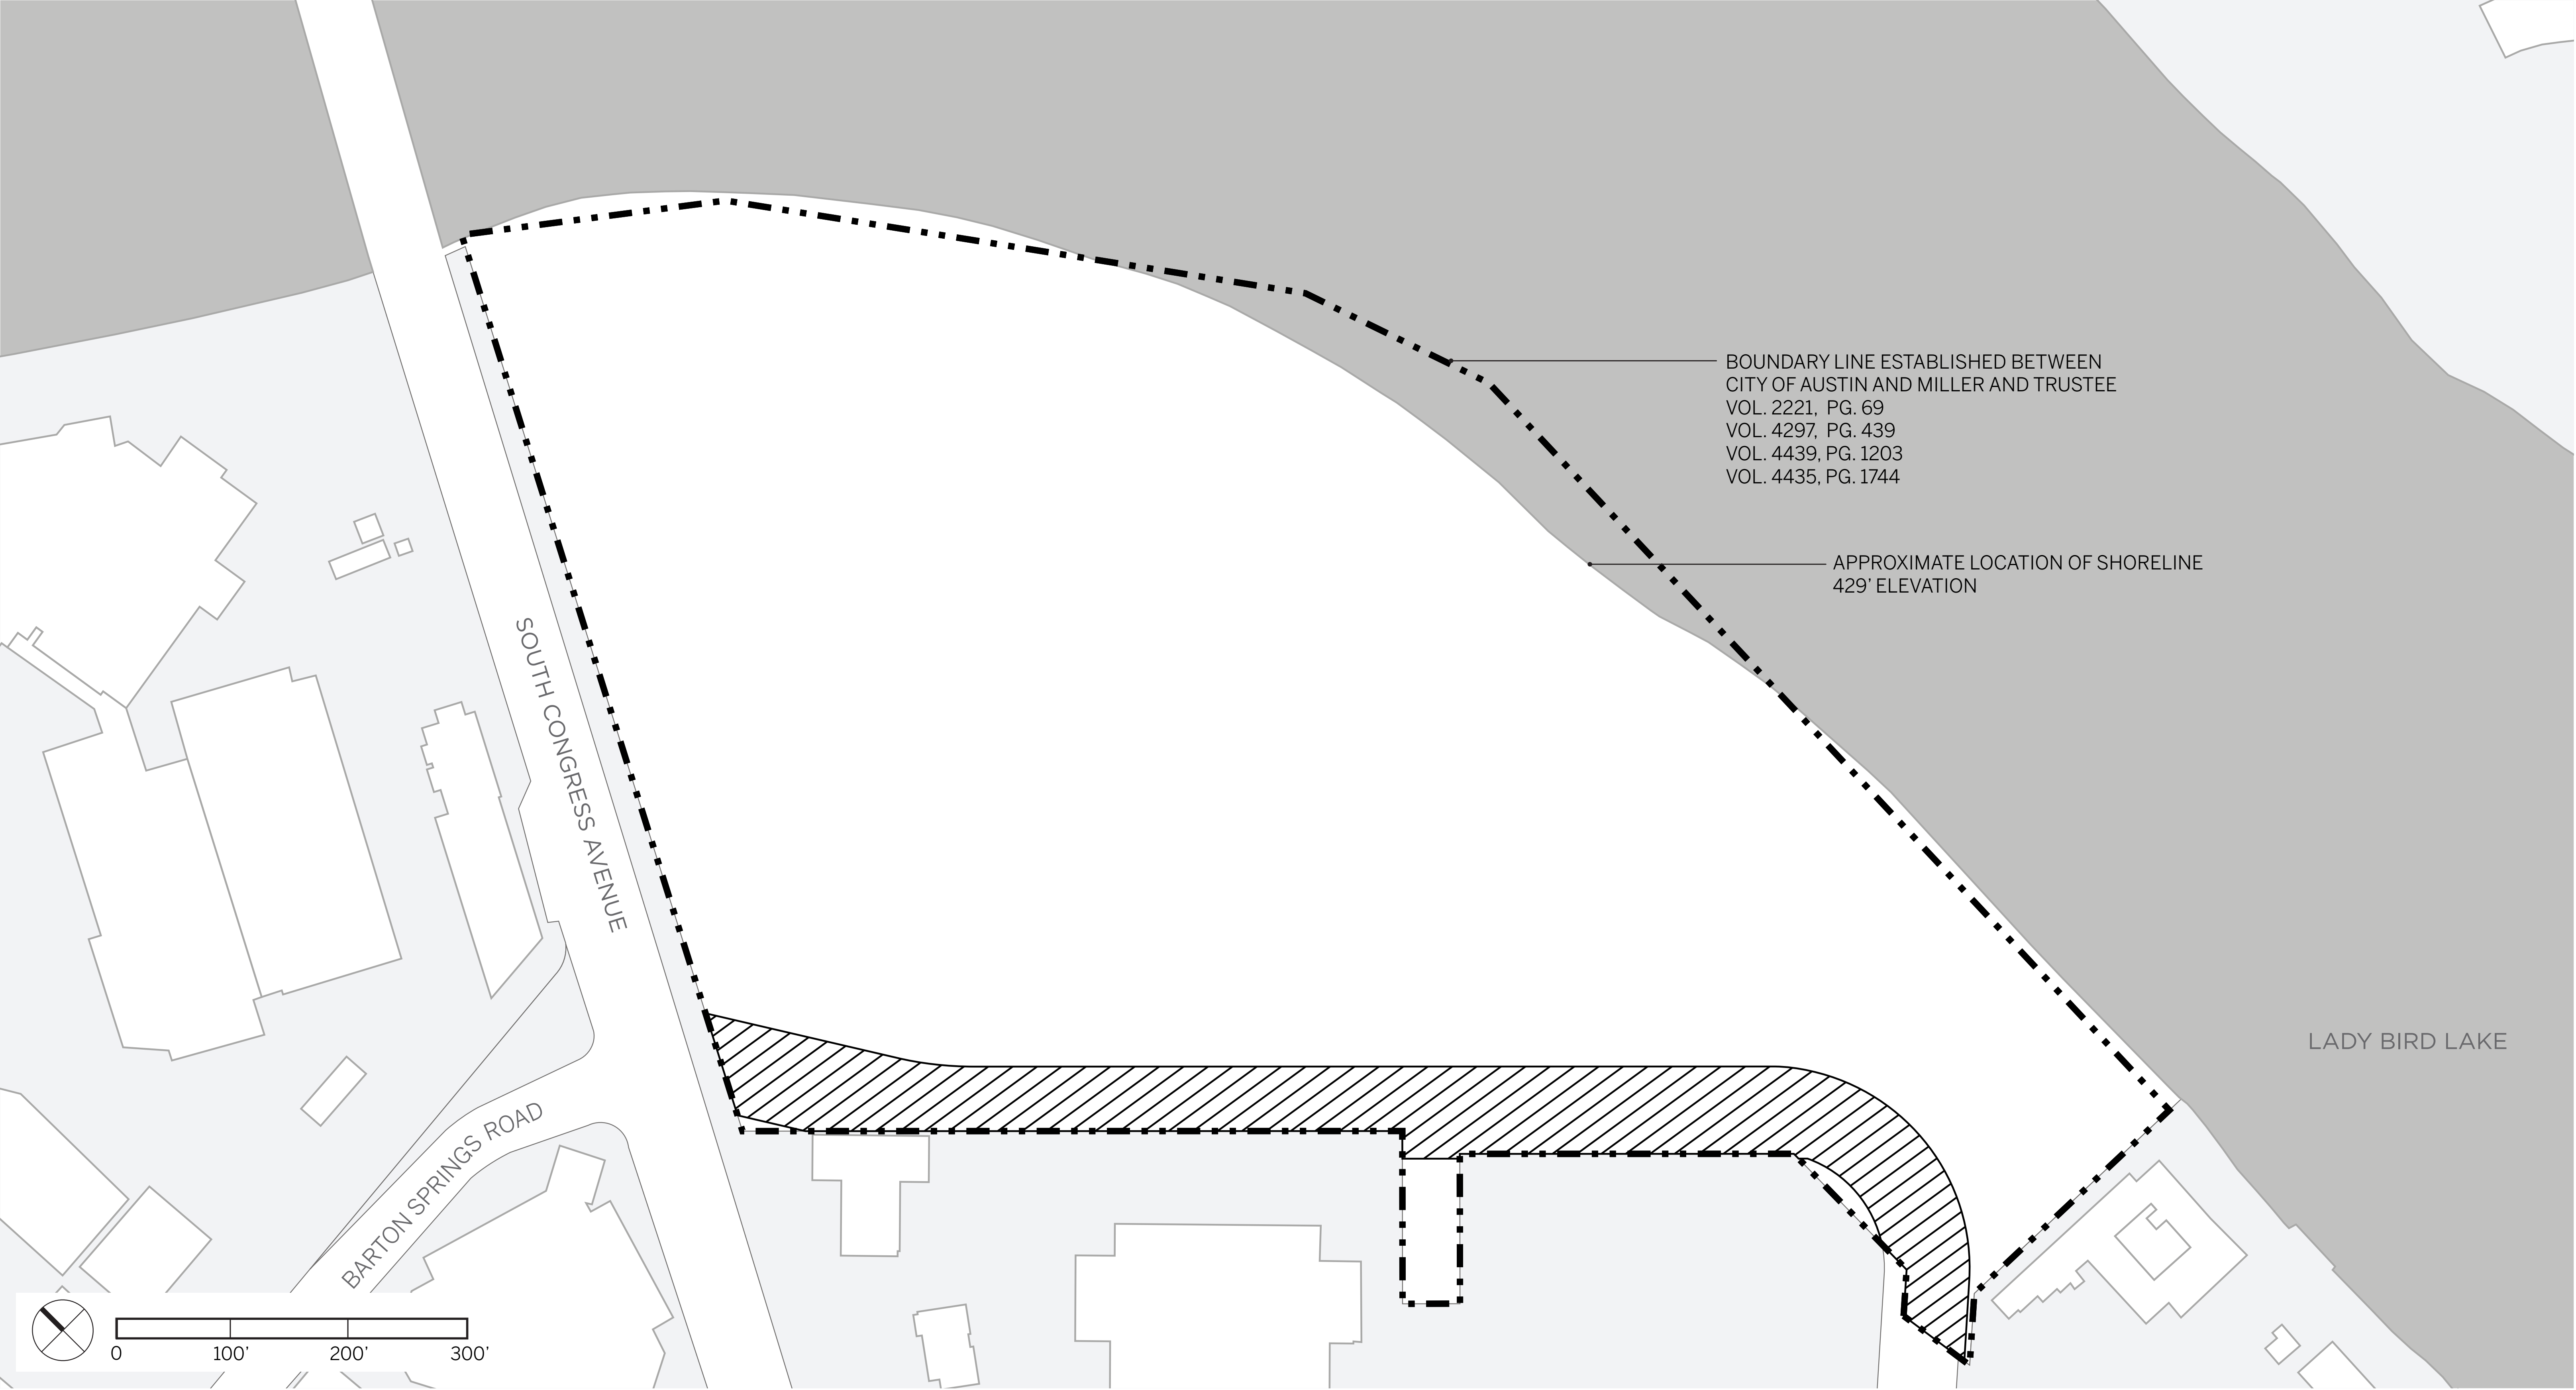 BOUNDARY LINE ESTABLISHED BETWEEN
CITY OF AUSTIN AND MILLER AND TRUSTEE
VOL. 2221, PG. 69
VOL. 4297, PG. 439
VOL. 4439, PG. 1203
VOL. 4435, PG. 1744
APPROXIMATE LOCATION OF SHORELINE
429’ ELEVATION
SOUTH CONGRESS AVENUE
LADY BIRD LAKE
BARTON SPRINGS ROAD
0 100’ 200’ 300’